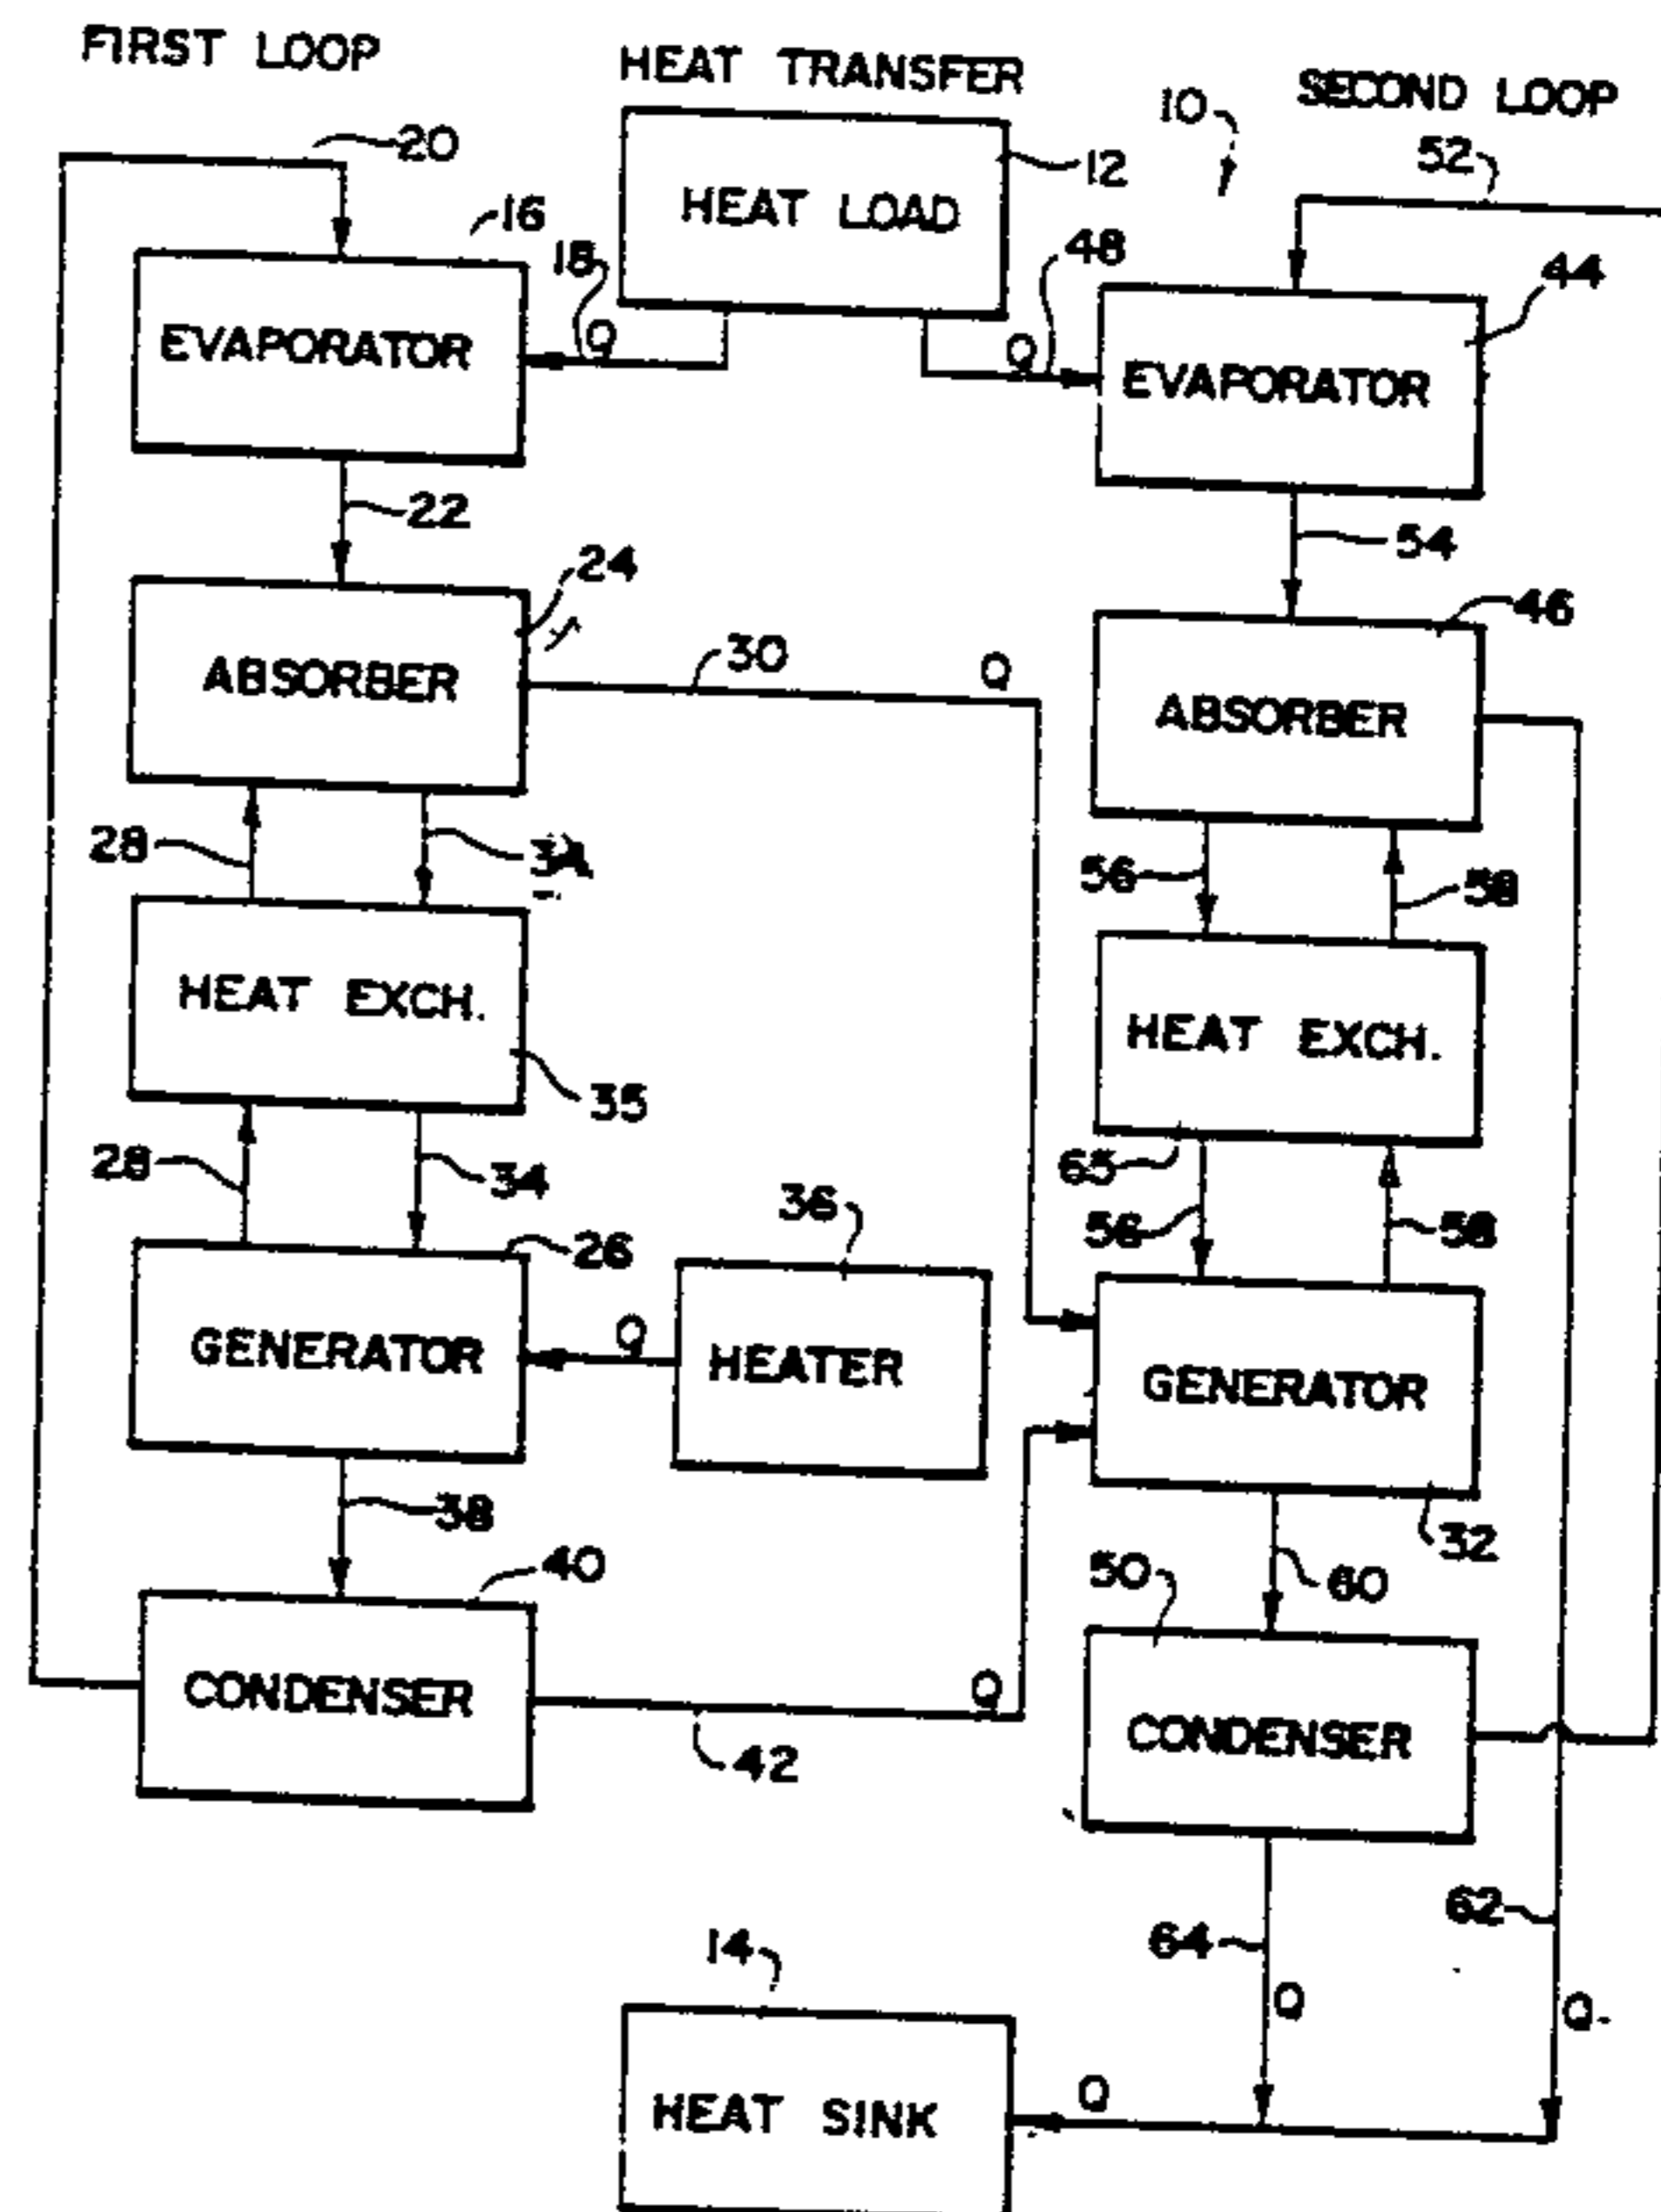 FIRST LOOP
HEAT TRANSFER
SECOND LOOP
10
20
12
52
HEAT LOAD
16
18
48
44
Q
Q
EVAPORATOR
EVAPORATOR
22
54
24
46
30
Q
ABSORBER
ABSORBER
28
34
56
58
HEAT EXCH.
HEAT EXCH.
35
65
28
34
56
58
36
26
Q
GENERATOR
HEATER
GENERATOR
38
32
40
50
60
CONDENSER
Q
CONDENSER
42
62
64
14
Q
Q
Q
HEAT SINK